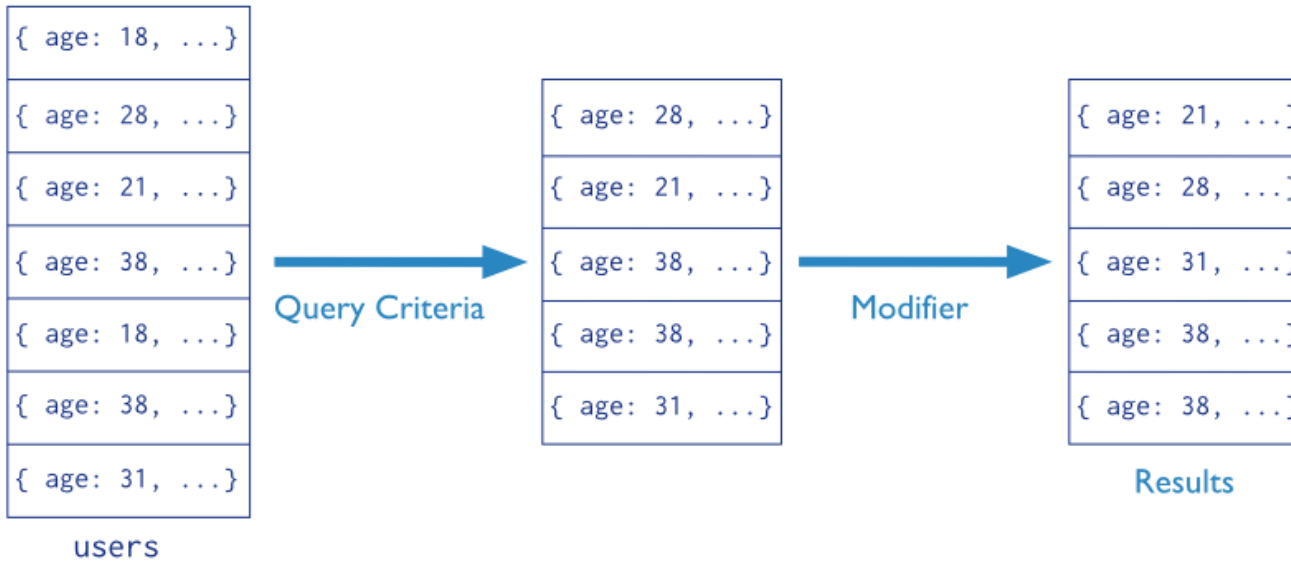 { age: 18, ...}
{ age: 28, ...}
{ age: 21, ...}
{ age: 38, ...}
{ age: 18, ...}
{ age: 38, ...}
{ age: 31, ...}
users
Query Criteria
{ age: 28, ...}
{ age: 21, ...}
{ age: 38, ...}
{ age: 38, ...}
{ age: 31, ...}
Modifier
{ age: 21, ...}
{ age: 28, ...}
{ age: 31, ...}
{ age: 38, ...}
{ age: 38, ...}
Results